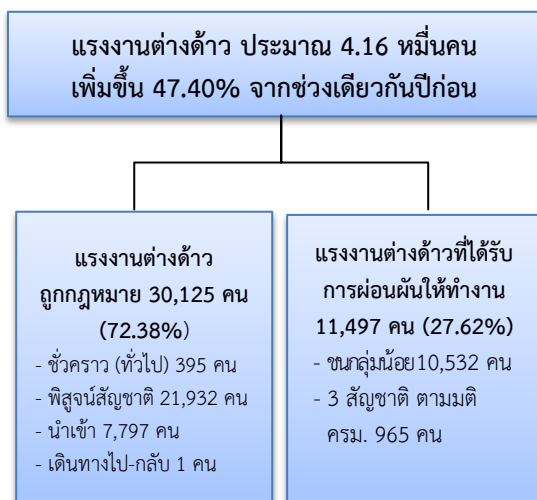 แรงงานต่างด้าว ประมาณ 4.16 หมื่นคน
เพิ่มขึ้น 47.40% จากช่วงเดียวกันปีก่อน
แรงงานต่างด้าว
ถูกกฎหมาย 30,125 คน
(72.38%)
- ชั่วคราว (ทั่วไป) 395 คน
- พิสูจน์สัญชาติ 21,932 คน
- นำเข้า 7,797 คน
- เดินทางไป-กลับ 1 คน
แรงงานต่างด้าวที่ได้รับ
การผ่อนผันให้ทำงาน
11,497 คน (27.62%)
- ชนกลุ่มน้อย10,532 คน
- 3 สัญชาติ ตามมติ
ครม. 965 คน